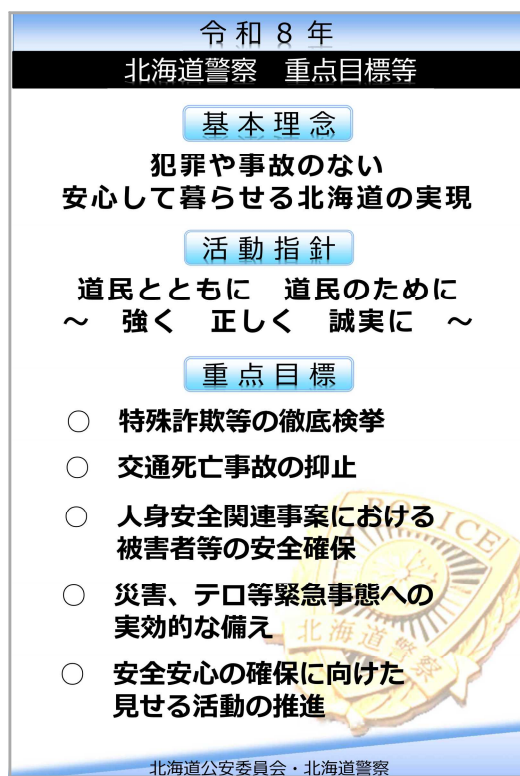 令和８年
北海道警察　重点目標等
基本理念
犯罪や事故のない
安心して暮らせる北海道の実現
活動指針
道民とともに　道民のために
～　強く　正しく　誠実に　～
重点目標
○　特殊詐欺等の徹底検挙
○　交通死亡事故の抑止
○　人身安全関連事案における
被害者等の安全確保
○　災害、テロ等緊急事態への
実効的な備え
○　安全安心の確保に向けた
見せる活動の推進
POLICE
北海道警察
北海道公安委員会・北海道警察